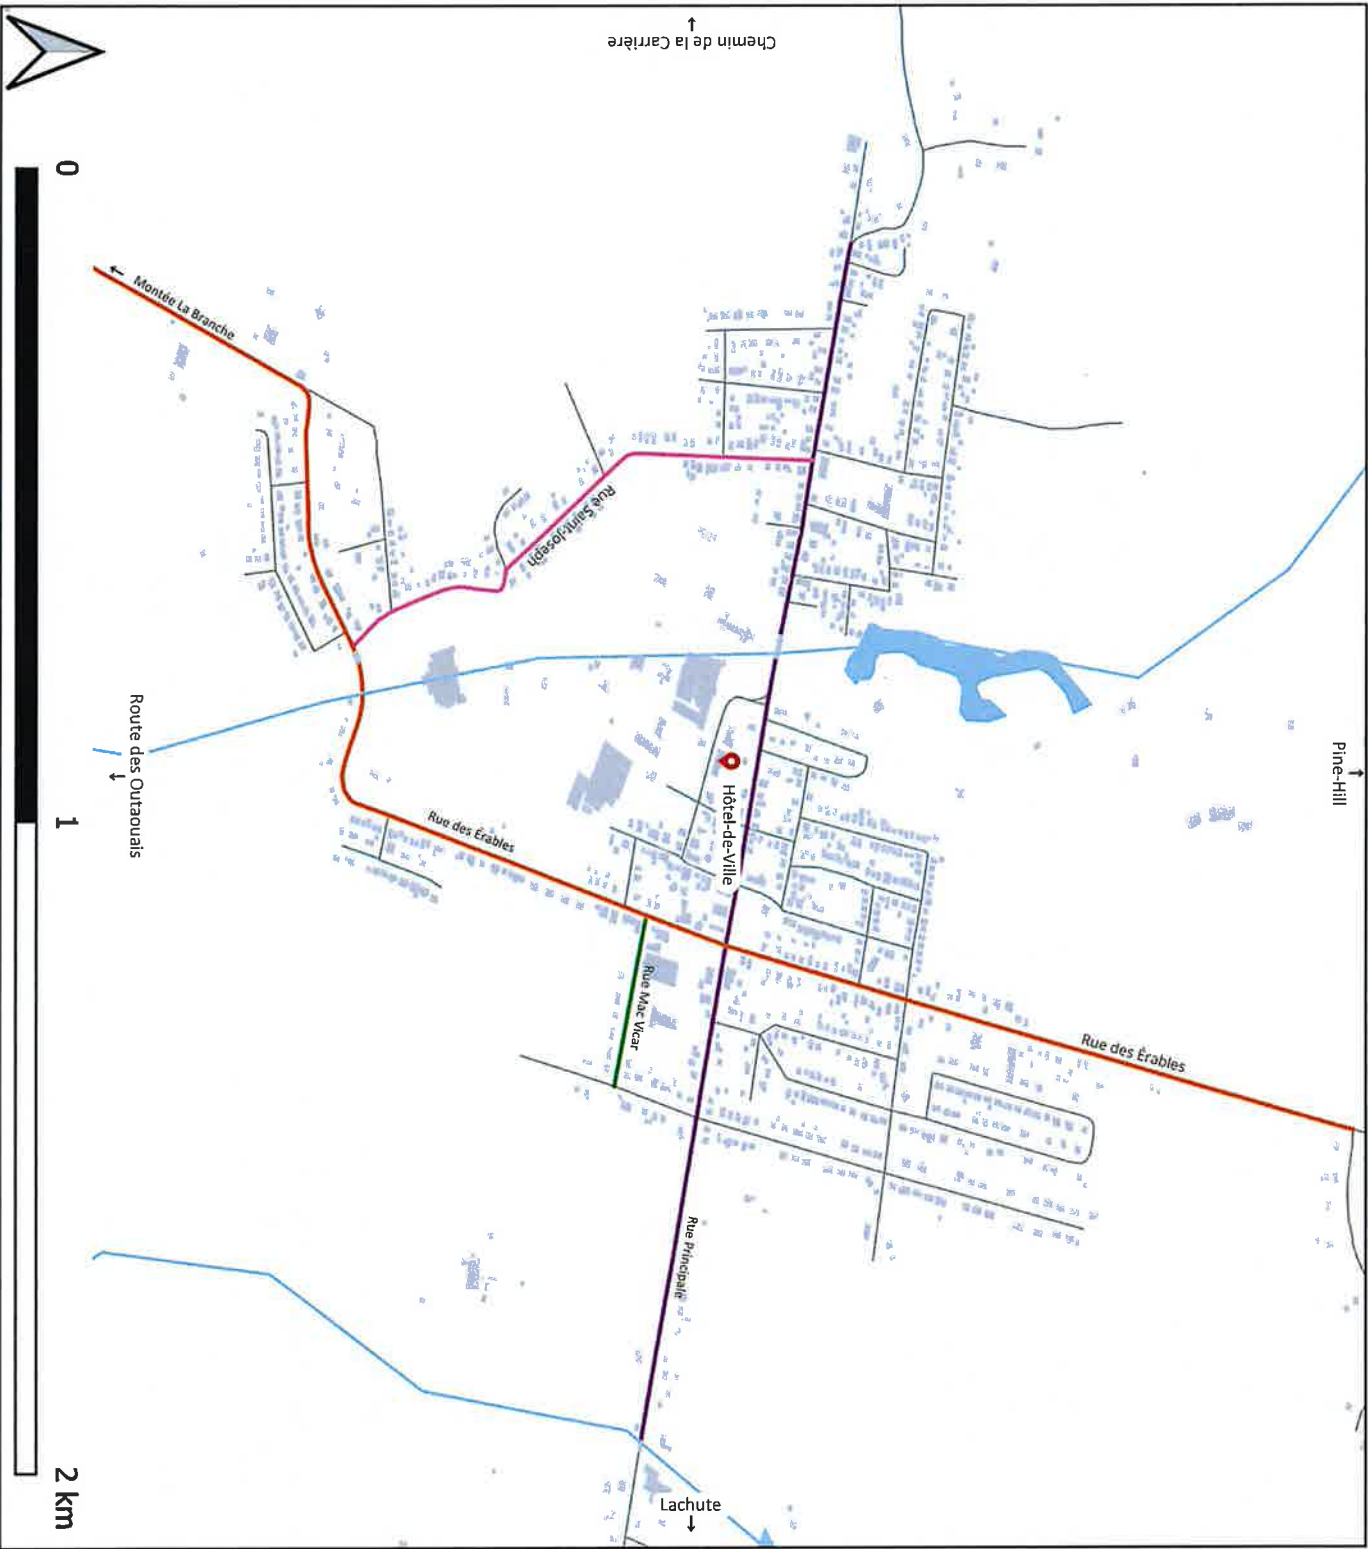 Chemin de la Carrière
←
Montée La Branche
←
Rue Saint-Joseph
Route des Outaouais
→
Pine-Hill
↑
Hôtel-de-Ville
Rue des Érables
Rue Mac Vicar
Rue des Érables
Rue Principale
Lachute
→
0
1
2 km